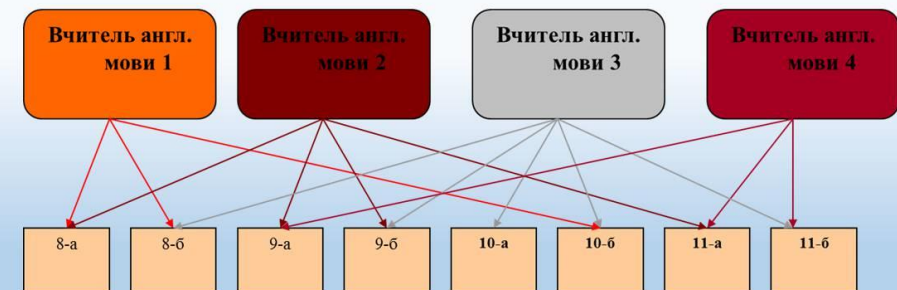 Вчитель англ.
мови 1
Вчитель англ.
мови 2
Вчитель англ.
мови 3
Вчитель англ.
мови 4
8-а
8-б
9-а
9-б
10-а
10-б
11-а
11-б